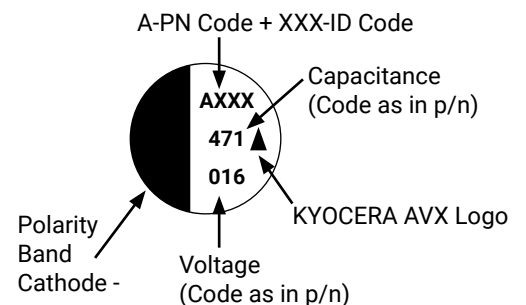 A-PN Code + XXX-ID Code
Capacitance
(Code as in p/n)
AXXX
471
016
KYOCERA AVX Logo
Polarity
Band
Cathode -
Voltage
(Code as in p/n)